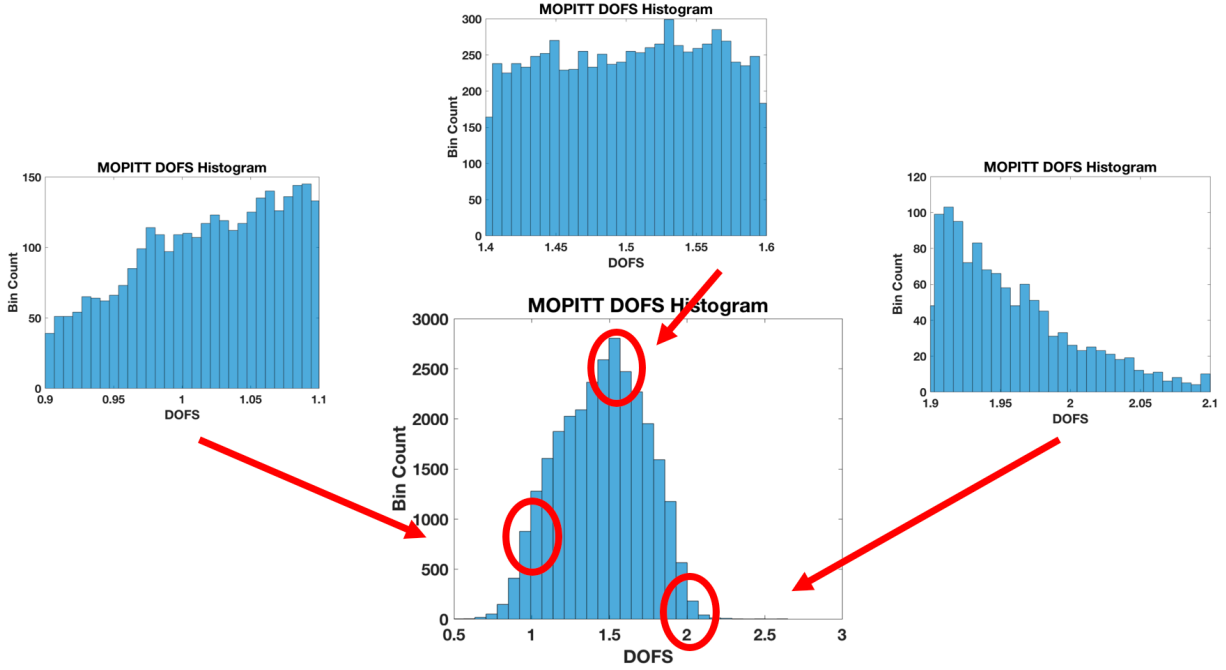 MOPITT DOFS Histogram
300
250
200
150
100
50
0
Bin Count
1.4 1.45 1.5 1.55 1.6
DOFS
MOPITT DOFS Histogram
150
100
50
0
Bin Count
0.9 0.95 1 1.05 1.1
DOFS
MOPITT DOFS Histogram
120
100
80
60
40
20
0
Bin Count
1.9 1.95 2 2.05 2.1
DOFS
MOPITT DOFS Histogram
3000
2500
2000
1500
1000
500
0
Bin Count
0.5 1 1.5 2 2.5 3
DOFS